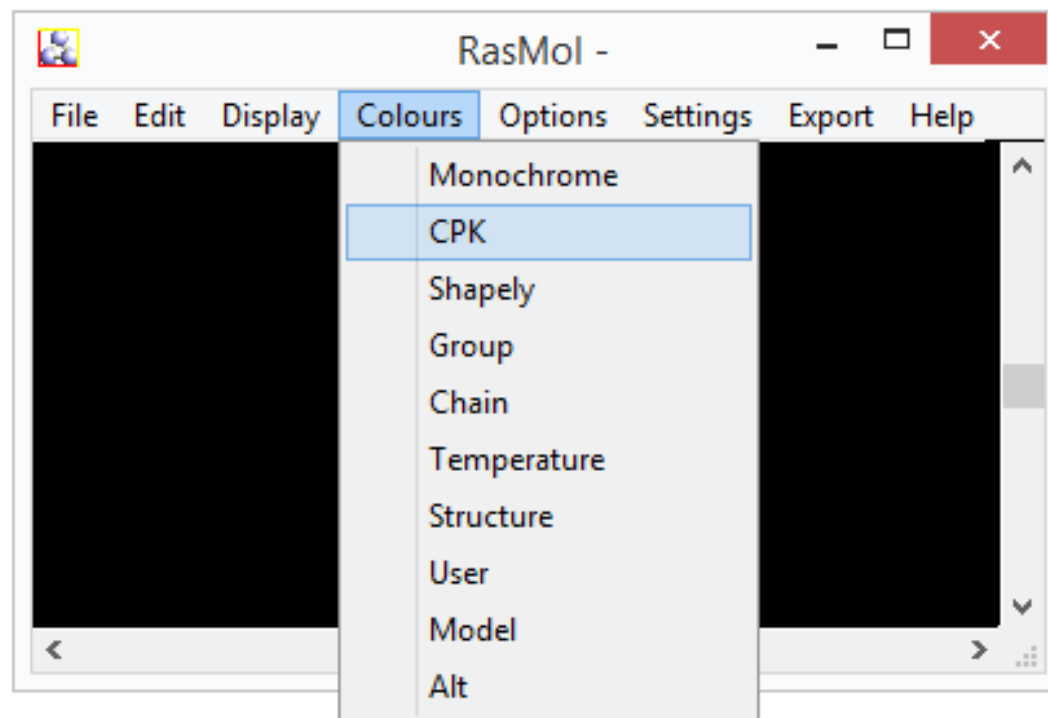 RasMol -
File Edit Display Colours Options Settings Export Help
Monochrome
CPK
Shapely
Group
Chain
Temperature
Structure
User
Model
Alt